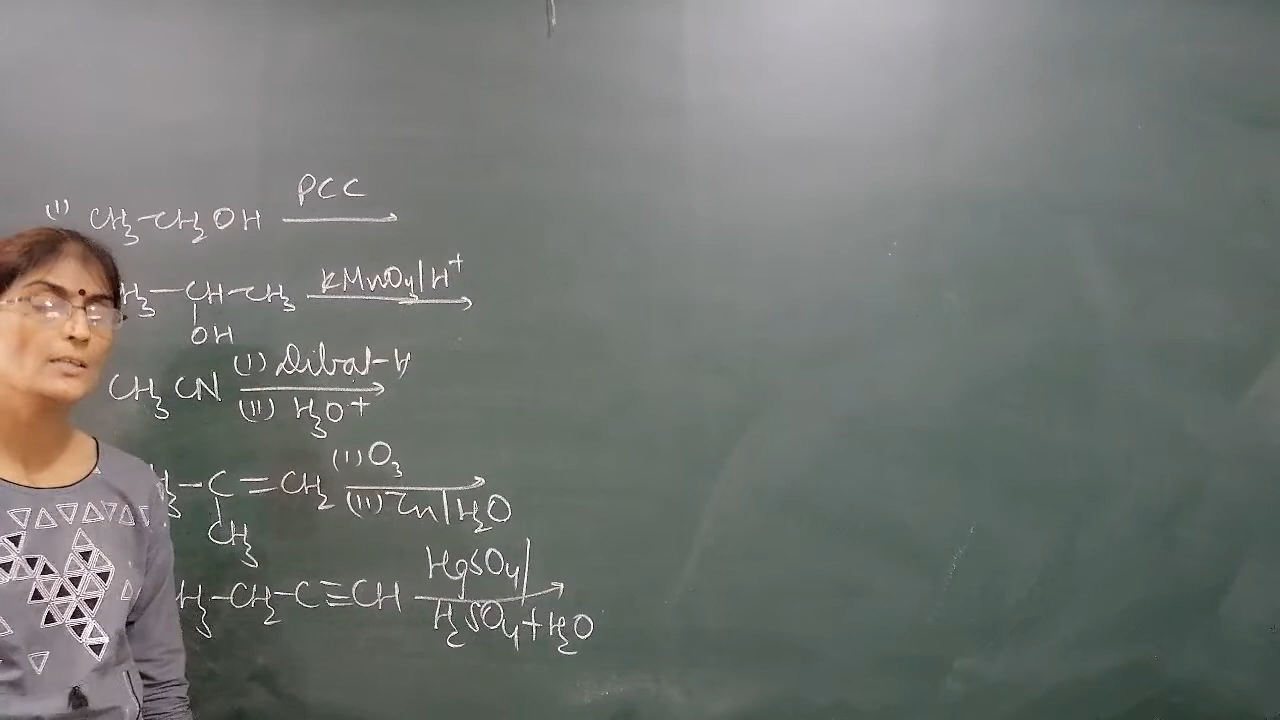 (i) CH3-CH2OH PCC →
H3-CH-CH3 KMnO4/H+ →
OH
CH3CN (i) Dibal-H →
(ii) H3O+
3-C=CH2 (i) O3 →
(ii) Zn/H2O
CH3
H3-CH2-C≡CH HgSO4/ →
H2SO4+H2O